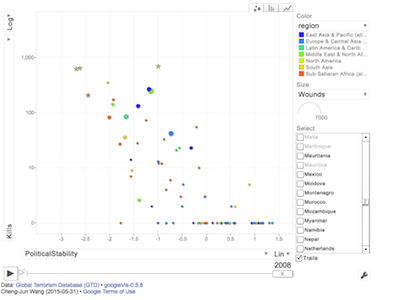 Log
1,000
100
10
0
Kills
-3
-2.5
-2
-1.5
-1
-0.5
0
0.5
1
1.5
PoliticalStability
Lin
2008
Color
region
East Asia & Pacific (all...
Europe & Central Asia ...
Latin America & Carib...
Middle East & North Af...
North America
South Asia
Sub-Saharan Africa (al...
Size
Wounds
7000
Select
Malta
Martinique
Mauritania
Mauritius
Mexico
Moldova
Montenegro
Morocco
Mozambique
Myanmar
Namibia
Nepal
Netherlands
Trails
Data: Global Terrorism Database (GTD) • googleVis-0.5.8
Cheng-Jun Wang (2015-05-31) • Google Terms of Use